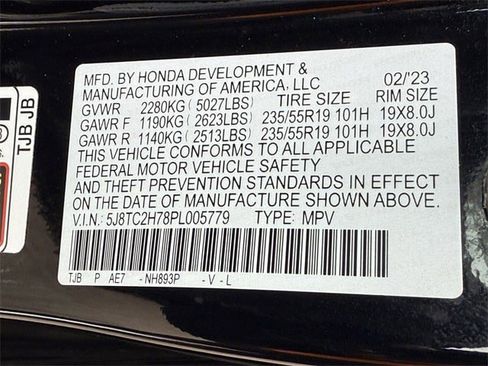 MFD. BY HONDA DEVELOPMENT & 02/'23
MANUFACTURING OF AMERICA, LLC
GVWR 2280KG (5027LBS) TIRE SIZE RIM SIZE
GAWR F 1190KG (2623LBS) 235/55R19 101H 19X8.0J
GAWR R 1140KG (2513LBS) 235/55R19 101H 19X8.0J
THIS VEHICLE CONFORMS TO ALL APPLICABLE
FEDERAL MOTOR VEHICLE SAFETY
AND THEFT PREVENTION STANDARDS IN EFFECT
ON THE DATE OF MANUFACTURE SHOWN ABOVE.
V.I.N.: 5J8TC2H78PL005779 TYPE: MPV
TJB P AE7 -NH893P -V-L
TJB JB